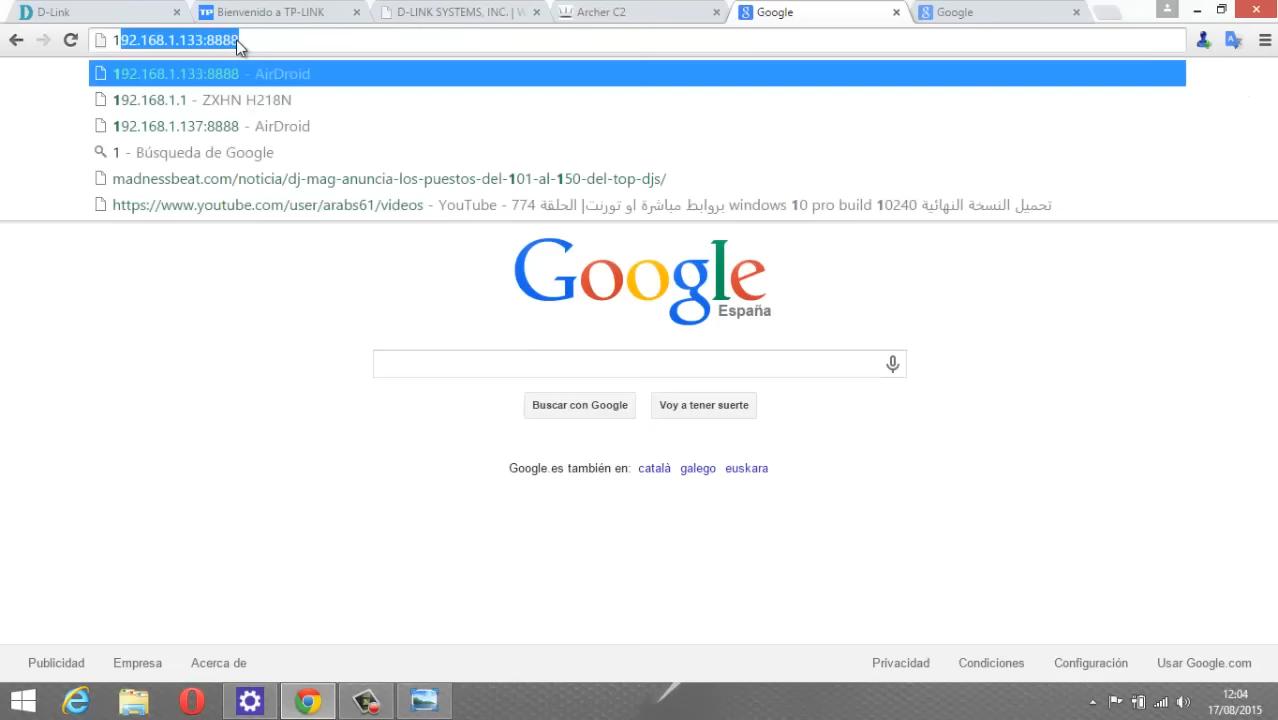 D-Link
Bienvenido a TP-LINK
D-LINK SYSTEMS, INC. | W
Archer C2
Google
Google
192.168.1.133:8888
192.168.1.133:8888 - AirDroid
192.168.1.1 - ZXHN H218N
192.168.1.137:8888 - AirDroid
1 - Búsqueda de Google
madnessbeat.com/noticia/dj-mag-anuncia-los-puestos-del-101-al-150-del-top-djs/
https://www.youtube.com/user/arabs61/videos - YouTube - 774 الحلقة |بروابط مباشرة او تورنت windows 10 pro build 10240 تحميل النسخة النهائية
Google
España
Buscar con Google
Voy a tener suerte
Google.es también en: català galego euskara
Publicidad
Empresa
Acerca de
Privacidad
Condiciones
Configuración
Usar Google.com
12:04
17/08/2015